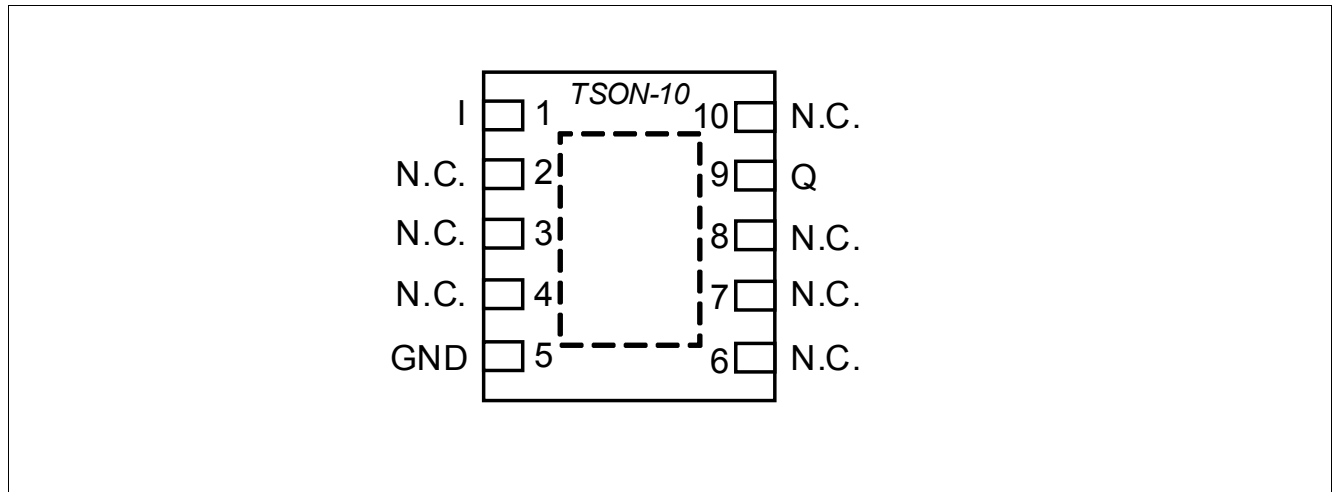 TSON-10
I 1 10 N.C.
N.C. 2 9 Q
N.C. 3 8 N.C.
N.C. 4 7 N.C.
GND 5 6 N.C.